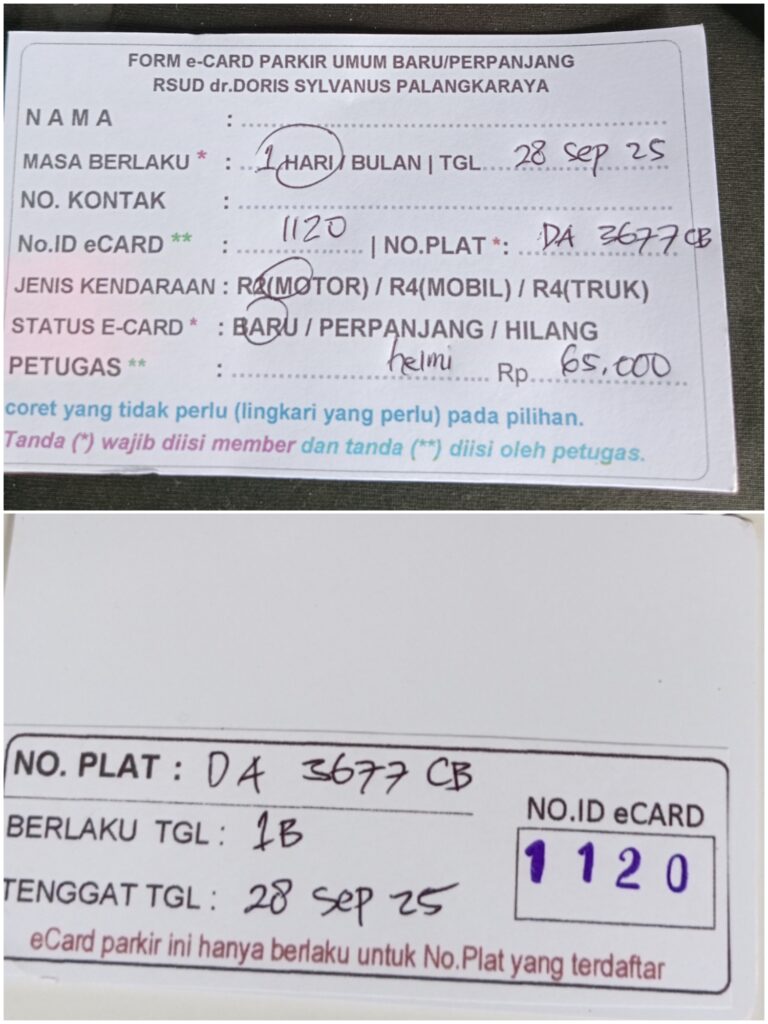 FORM e-CARD PARKIR UMUM BARU/PERPANJANG
RSUD dr.DORIS SYLVANUS PALANGKARAYA
NAMA :
MASA BERLAKU * : 1 HARI / BULAN | TGL 28 Sep 25
NO. KONTAK :
No.ID eCARD ** : 1120 | NO.PLAT *: DA 3677 CB
JENIS KENDARAAN : R2(MOTOR) / R4(MOBIL) / R4(TRUK)
STATUS E-CARD * : BARU / PERPANJANG / HILANG
PETUGAS ** : helmi Rp. 65.000
coret yang tidak perlu (lingkari yang perlu) pada pilihan.
Tanda (*) wajib diisi member dan tanda (**) diisi oleh petugas.
NO. PLAT : DA 3677 CB
BERLAKU TGL : 1B
TENGGAT TGL : 28 Sep 25
NO.ID eCARD
1120
eCard parkir ini hanya berlaku untuk No.Plat yang terdaftar